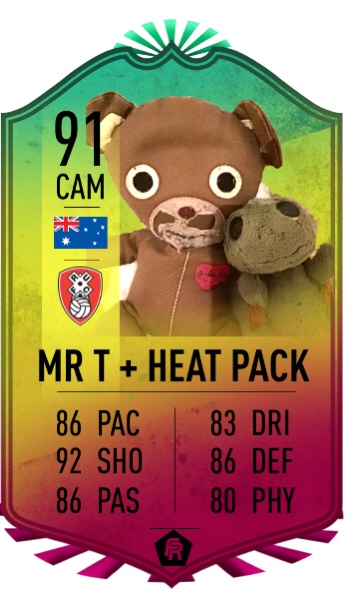 91
CAM
MR T + HEAT PACK
86 PAC 83 DRI
92 SHO 86 DEF
86 PAS 80 PHY